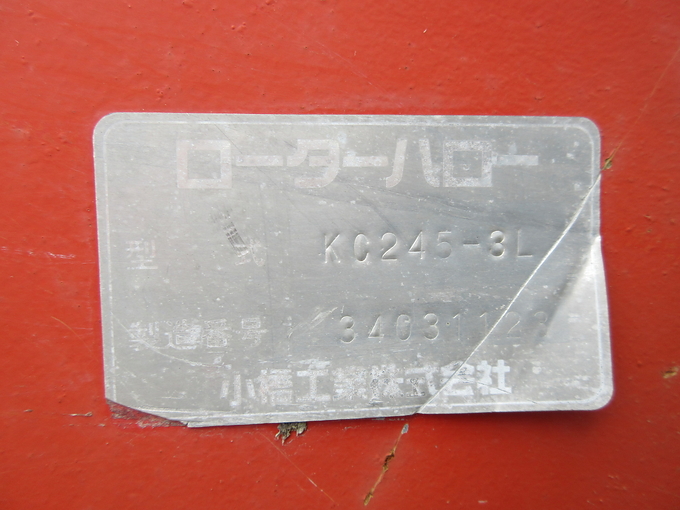 ローターハロー
型式 KC245-3L
製造番号 34031123
小橋工業株式会社